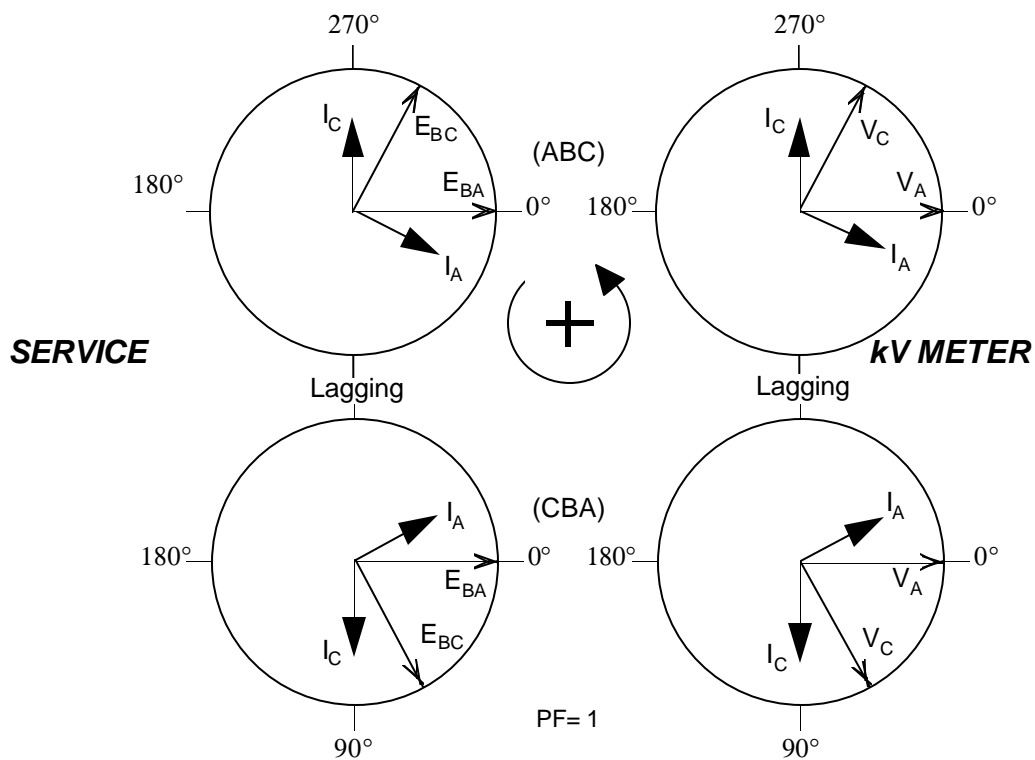 270° 270°
I_C E_BC I_C V_C
(ABC)
180° E_BA 0° 180° V_A 0°
I_A I_A
+
SERVICE kV METER
Lagging Lagging
I_A (CBA) I_A
180° 0° 180° 0°
E_BA V_A
I_C E_BC I_C V_C
PF= 1
90° 90°